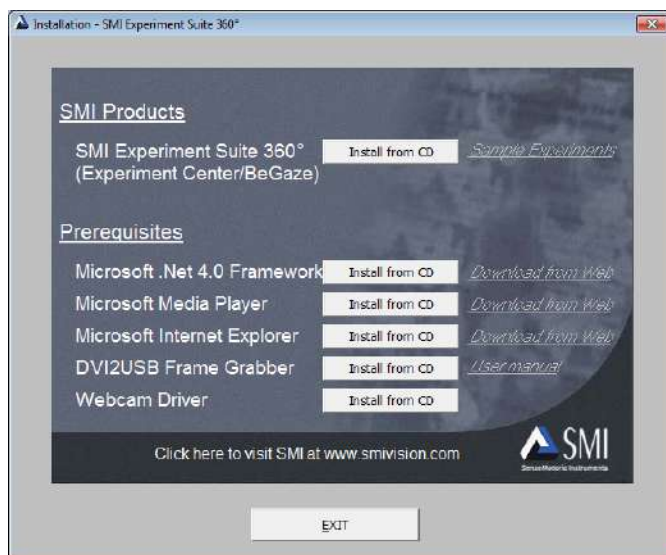 Installation - SMI Experiment Suite 360°
SMI Products
SMI Experiment Suite 360° Install from CD Sample Experiments
(Experiment Center/BeGaze)
Prerequisites
Microsoft .Net 4.0 Framework Install from CD Download from Web
Microsoft Media Player Install from CD Download from Web
Microsoft Internet Explorer Install from CD Download from Web
DVI2USB Frame Grabber Install from CD User manual
Webcam Driver Install from CD
Click here to visit SMI at www.smivision.com
SMI
SensoMotoric Instruments
EXIT